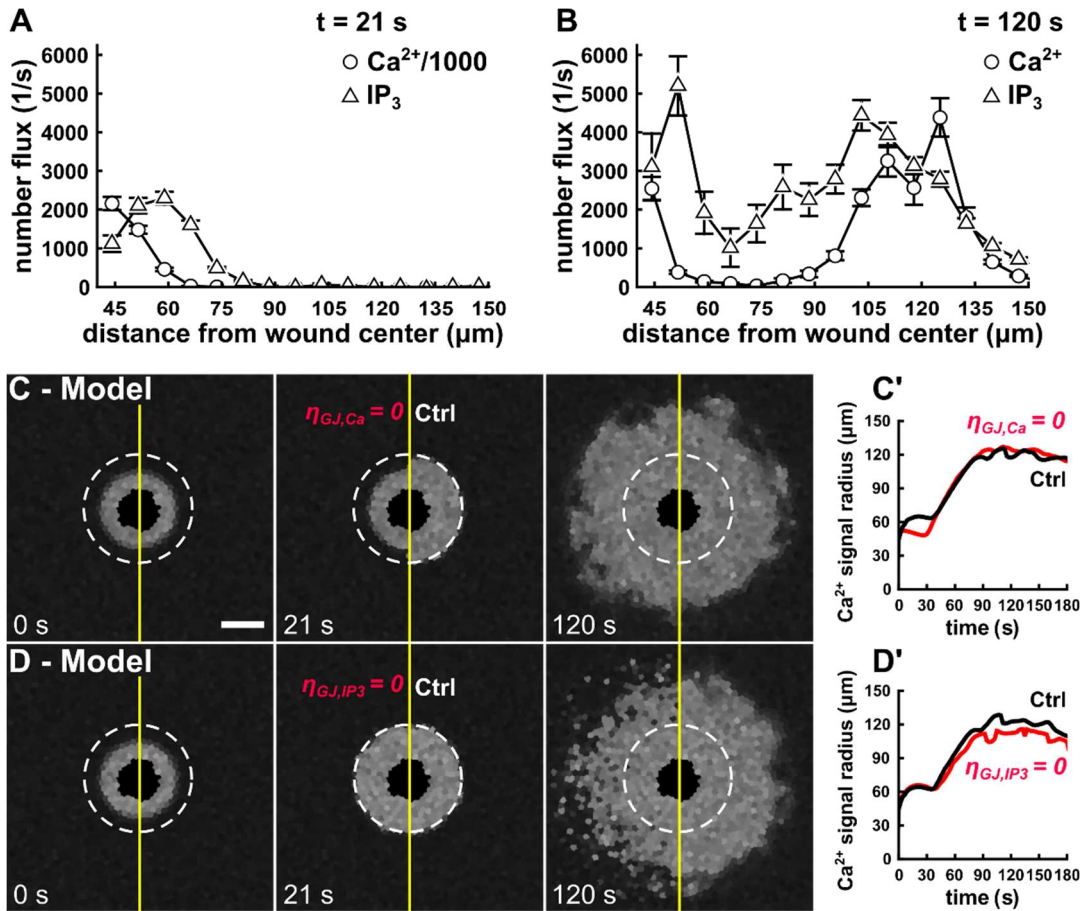 A
t = 21 s
6000
5000
4000
3000
2000
1000
0
number flux (1/s)
Ca²⁺/1000
IP₃
45 60 75 90 105 120 135 150
distance from wound center (µm)
B
t = 120 s
6000
5000
4000
3000
2000
1000
0
number flux (1/s)
Ca²⁺
IP₃
45 60 75 90 105 120 135 150
distance from wound center (µm)
C - Model
η_GJ,Ca = 0 Ctrl
0 s
21 s
120 s
C'
150
120
90
60
30
0
Ca²⁺ signal radius (µm)
η_GJ,Ca = 0
Ctrl
0 30 60 90 120 150 180
time (s)
D - Model
η_GJ,IP3 = 0 Ctrl
0 s
21 s
120 s
D'
150
120
90
60
30
0
Ca²⁺ signal radius (µm)
Ctrl
η_GJ,IP3 = 0
0 30 60 90 120 150 180
time (s)